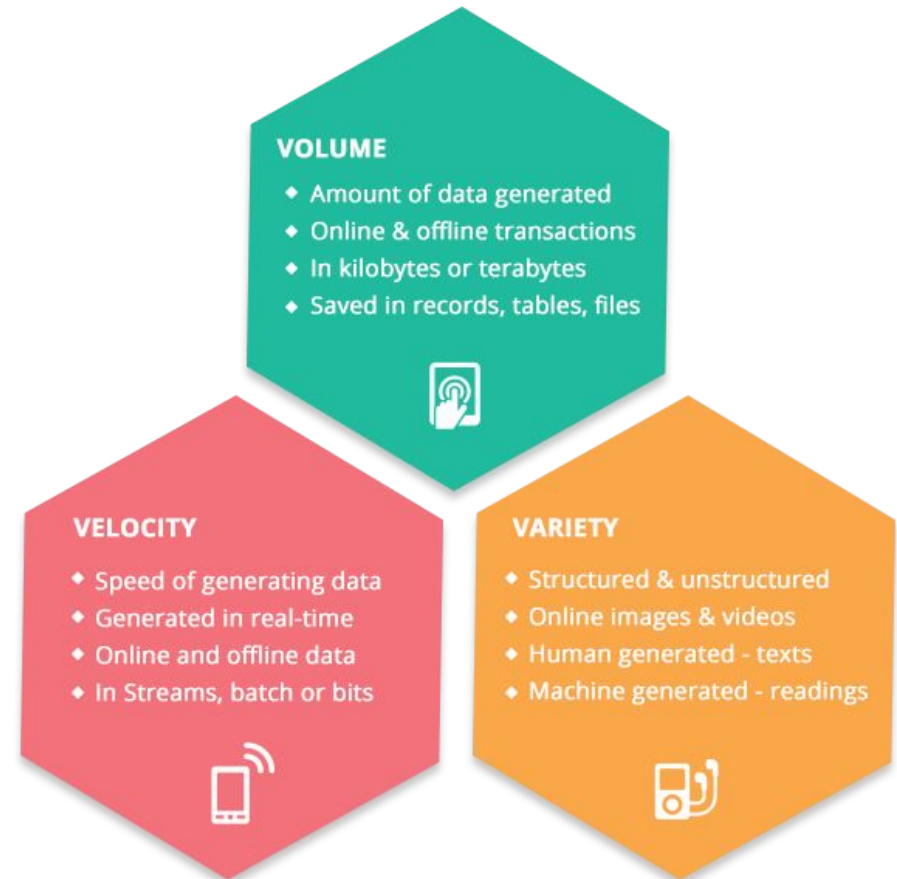 VOLUME
◆ Amount of data generated
◆ Online & offline transactions
◆ In kilobytes or terabytes
◆ Saved in records, tables, files
VELOCITY
◆ Speed of generating data
◆ Generated in real-time
◆ Online and offline data
◆ In Streams, batch or bits
VARIETY
◆ Structured & unstructured
◆ Online images & videos
◆ Human generated - texts
◆ Machine generated - readings